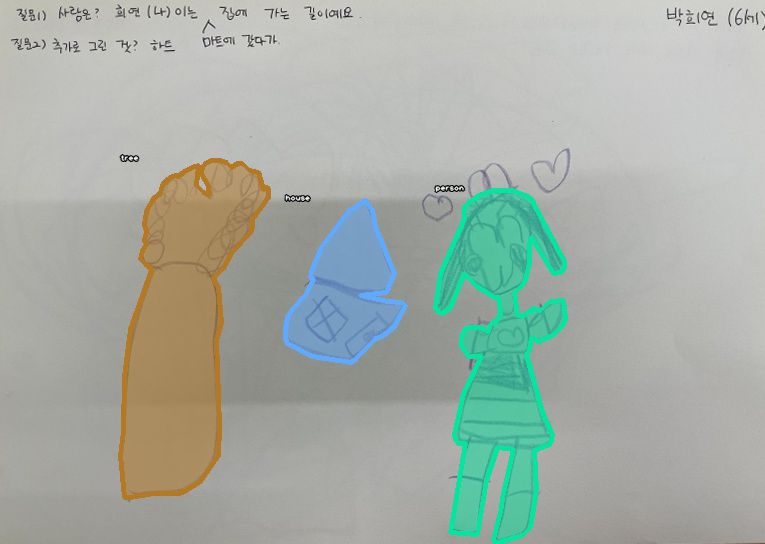 질문1) 사람은? 희연(나)이는 집에 가는 길이예요.
박희연 (6세)
마트에 갔다가.
질문2) 추가로 그린 것? 하트
tree
house
person